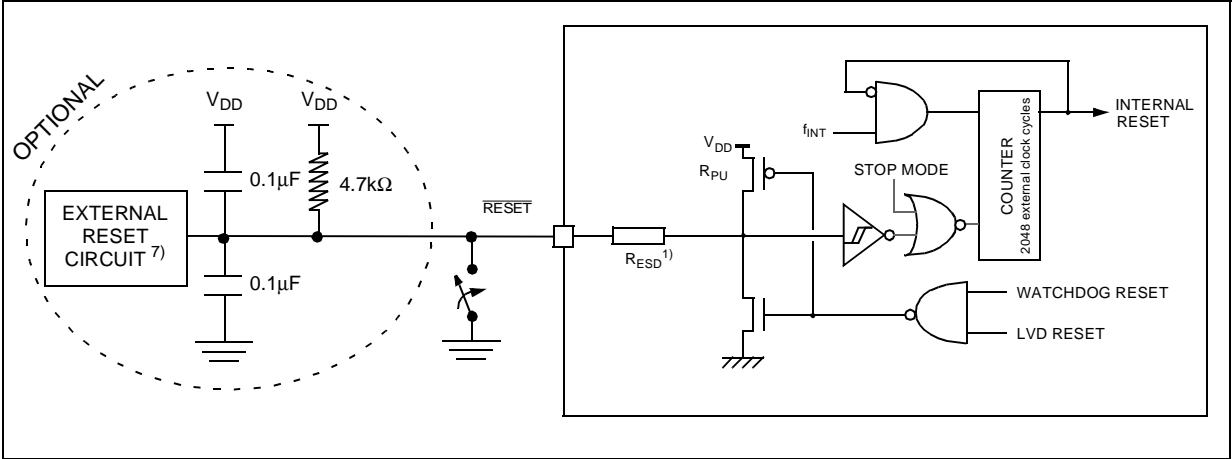 OPTIONAL
VDD
VDD
0.1μF
4.7kΩ
EXTERNAL
RESET
CIRCUIT 7)
0.1μF
RESET
RESD1)
VDD
RPU
fINT
STOP MODE
COUNTER
2048 external clock cycles
INTERNAL
RESET
WATCHDOG RESET
LVD RESET